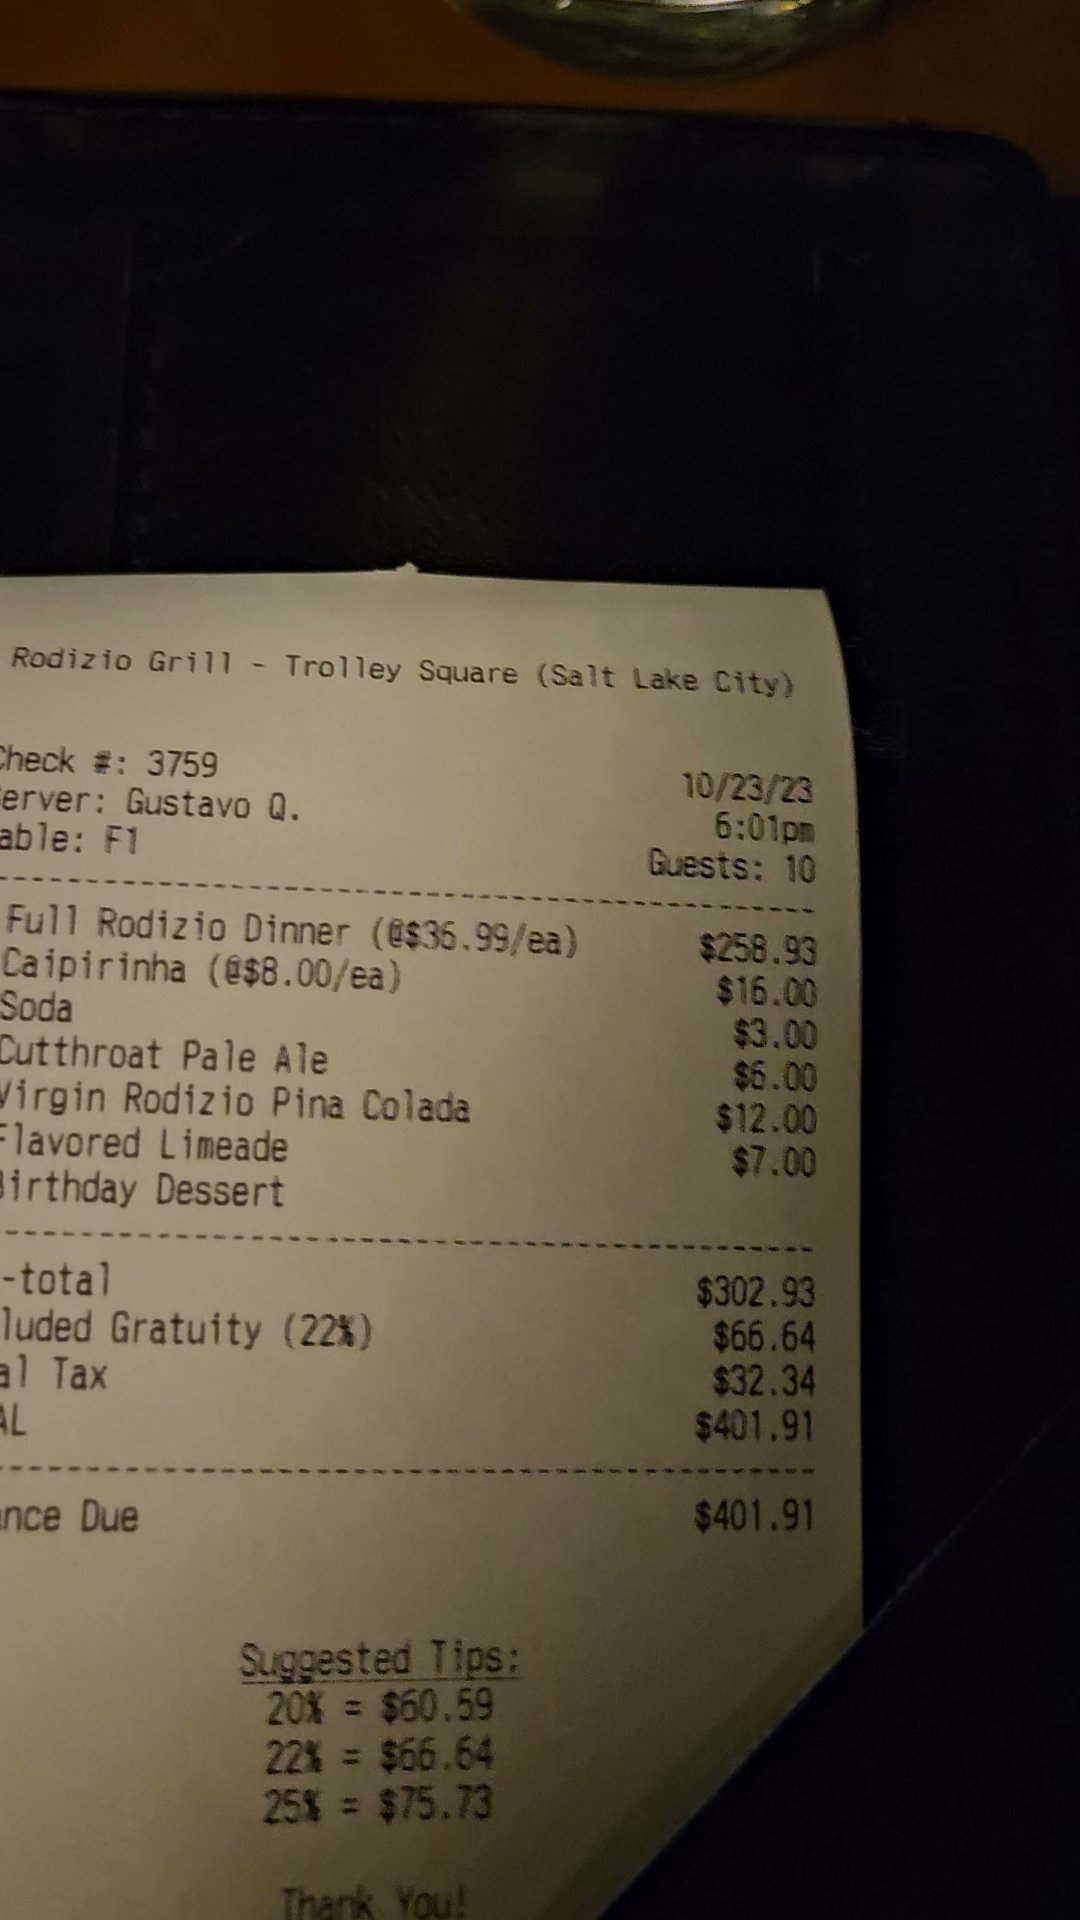 Rodizio Grill - Trolley Square (Salt Lake City)
Check #: 3759
10/23/23
erver: Gustavo Q.
6:01pm
able: F1
Guests: 10
Full Rodizio Dinner (@$36.99/ea) $258.93
Caipirinha (@$8.00/ea) $16.00
Soda $3.00
Cutthroat Pale Ale $6.00
Virgin Rodizio Pina Colada $12.00
Flavored Limeade $7.00
Birthday Dessert
-total $302.93
luded Gratuity (22%) $66.64
al Tax $32.34
AL $401.91
ance Due $401.91
Suggested Tips:
20% = $60.59
22% = $66.64
25% = $75.73
Thank You!